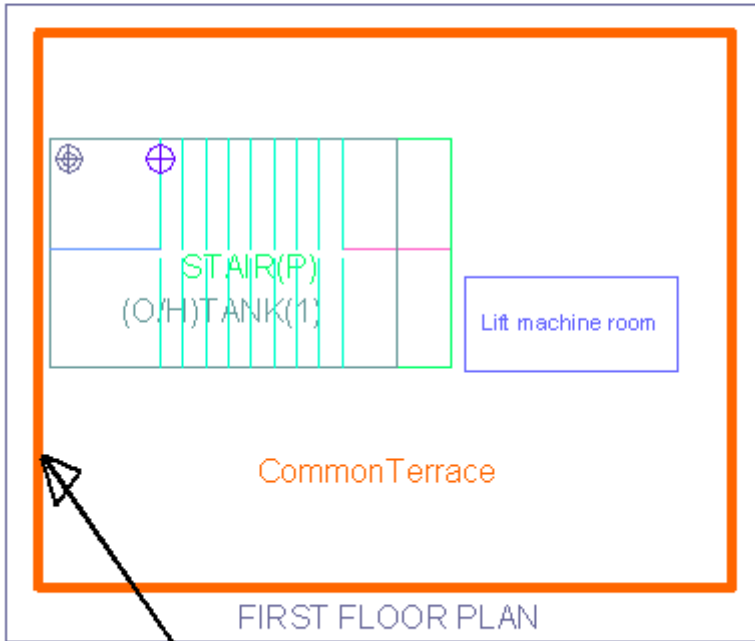 STAIR(P)
(O/H)TANK(1)
Lift machine room
CommonTerrace
FIRST FLOOR PLAN